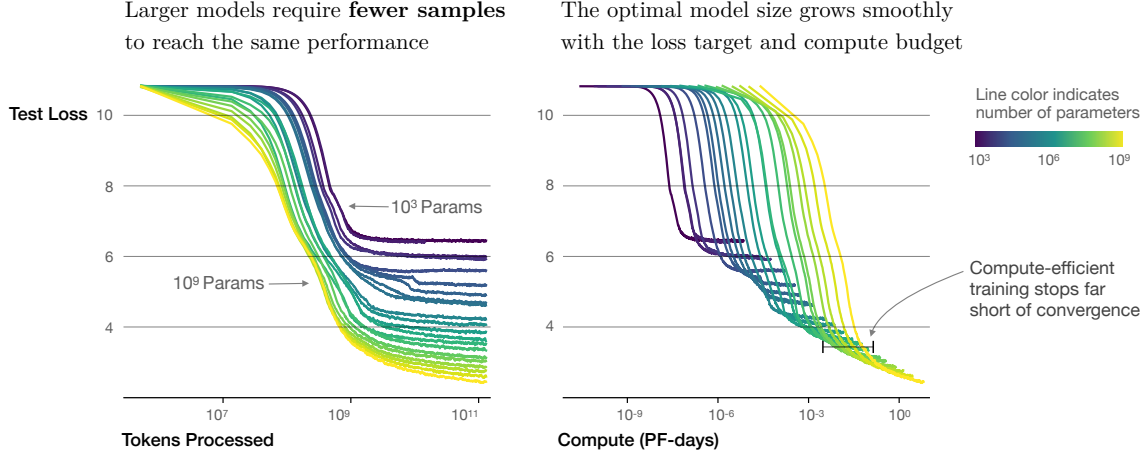 Larger models require fewer samples
to reach the same performance
The optimal model size grows smoothly
with the loss target and compute budget
Test Loss
10
8
6
4
10³ Params
10⁹ Params
10⁷
10⁹
10¹¹
Tokens Processed
10
8
6
4
Line color indicates
number of parameters
10³
10⁶
10⁹
Compute-efficient
training stops far
short of convergence
10⁻⁹
10⁻⁶
10⁻³
10⁰
Compute (PF-days)